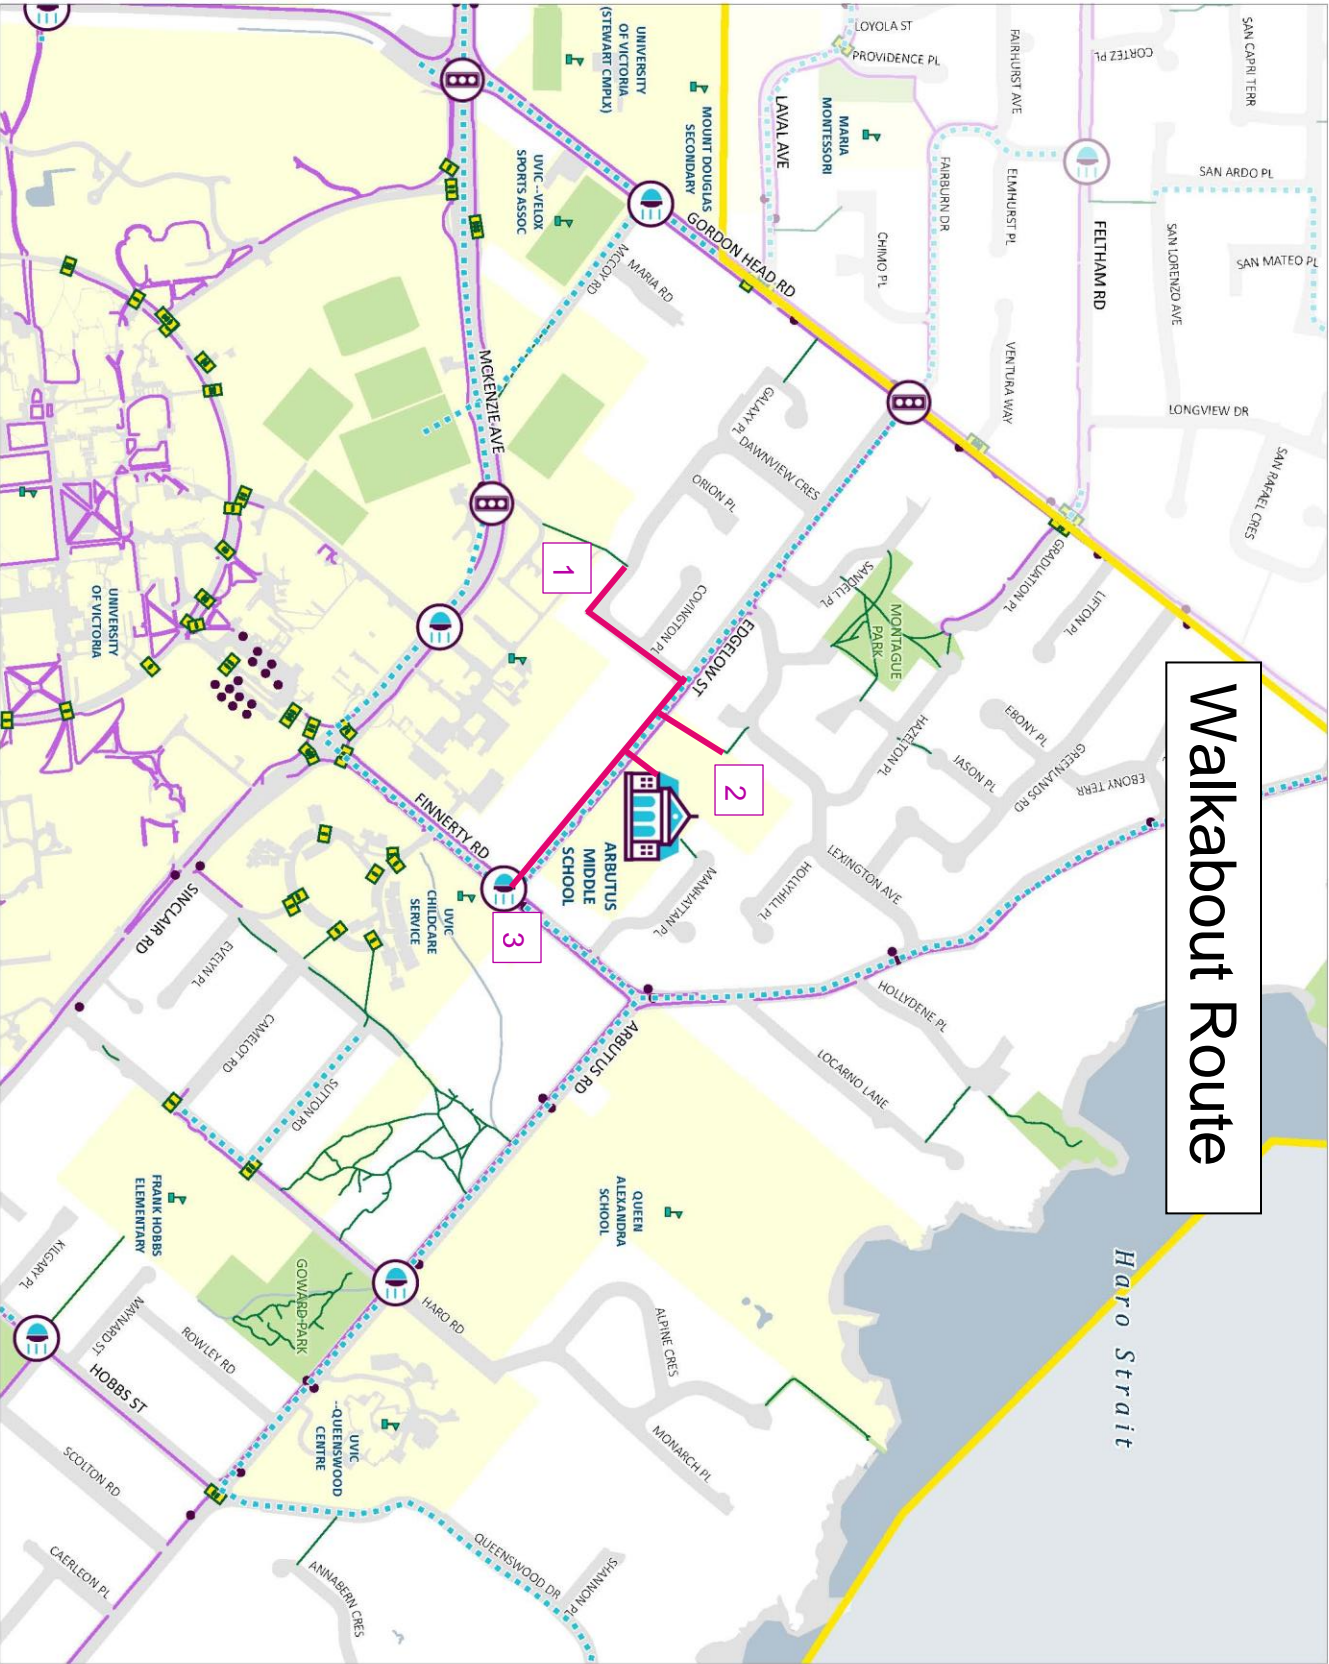 Walkabout Route
Haro Strait
SAN CAPRI TERR
CORTEZ PL
FAIRHURST AVE
LOYOLA ST
PROVIDENCE PL
SAN ARDO PL
SAN MATEO PL
SAN LORENZO AVE
FELTHAM RD
ELMHURST PL
FAIRBURN DR
CHIMO PL
LAVAL AVE
MARIA
MONTESSORI
MOUNT DOUGLAS
SECONDARY
UNIVERSITY
OF VICTORIA
(STEWART CMPLX)
UVIC --VELOX
SPORTS ASSOC
GORDON HEAD RD
MARIA RD
MCCOY RD
VENTURA WAY
LONGVIEW DR
SAN RAFAEL CRES
MCKENZIE AVE
GALAXY PL
DAWNVIEW CRES
ORION PL
COVINGTON PL
EDGELOW ST
SANDELL PL
MONTAGUE
PARK
GRADUATION PL
LIFTON PL
HAZELTON PL
EBONY PL
JASON PL
GREENLANDS RD
EBONY TERR
1
2
3
UNIVERSITY
OF VICTORIA
FINNERTY RD
ARBUTUS
MIDDLE
SCHOOL
MANHATTAN PL
HOLLYHILL PL
LEXINGTON AVE
UVIC
CHILDCARE
SERVICE
SINCLAIR RD
EVELYN PL
CAMELOT RD
SUTTON RD
ARBUTUS RD
HOLLYDENE PL
LOCARNO LANE
QUEEN
ALEXANDRA
SCHOOL
FRANK HOBBS
ELEMENTARY
GOWARD PARK
HARO RD
ALPINE CRES
MONARCH PL
KILGARY PL
MAYNARD ST
ROWLEY RD
HOBBS ST
UVIC
--QUEENSWOOD
CENTRE
SCOLTON RD
CAERLEON PL
ANNABERN CRES
QUEENSWOOD DR
SHANNON PL